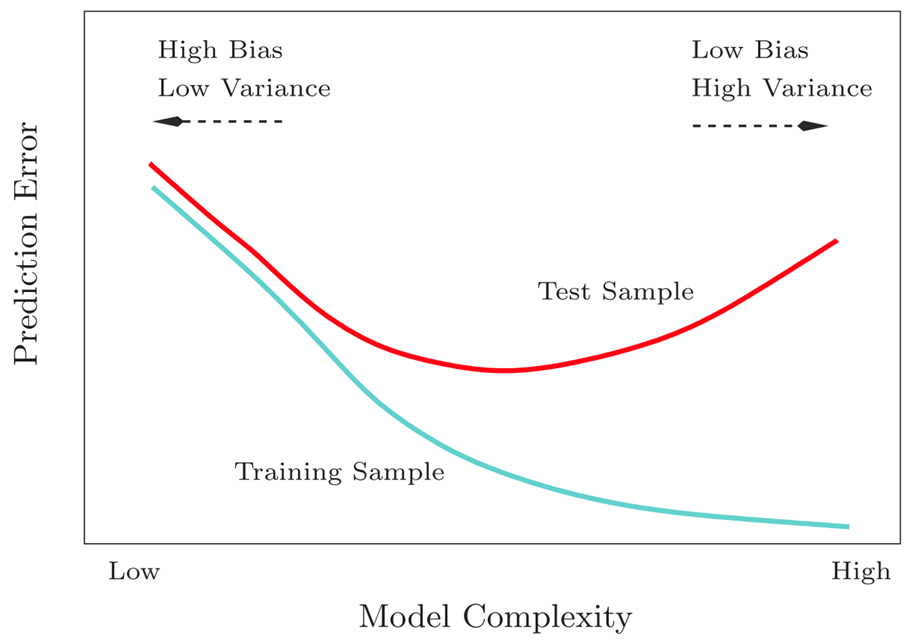 High Bias
Low Variance
Low Bias
High Variance
Prediction Error
Test Sample
Training Sample
Low
High
Model Complexity